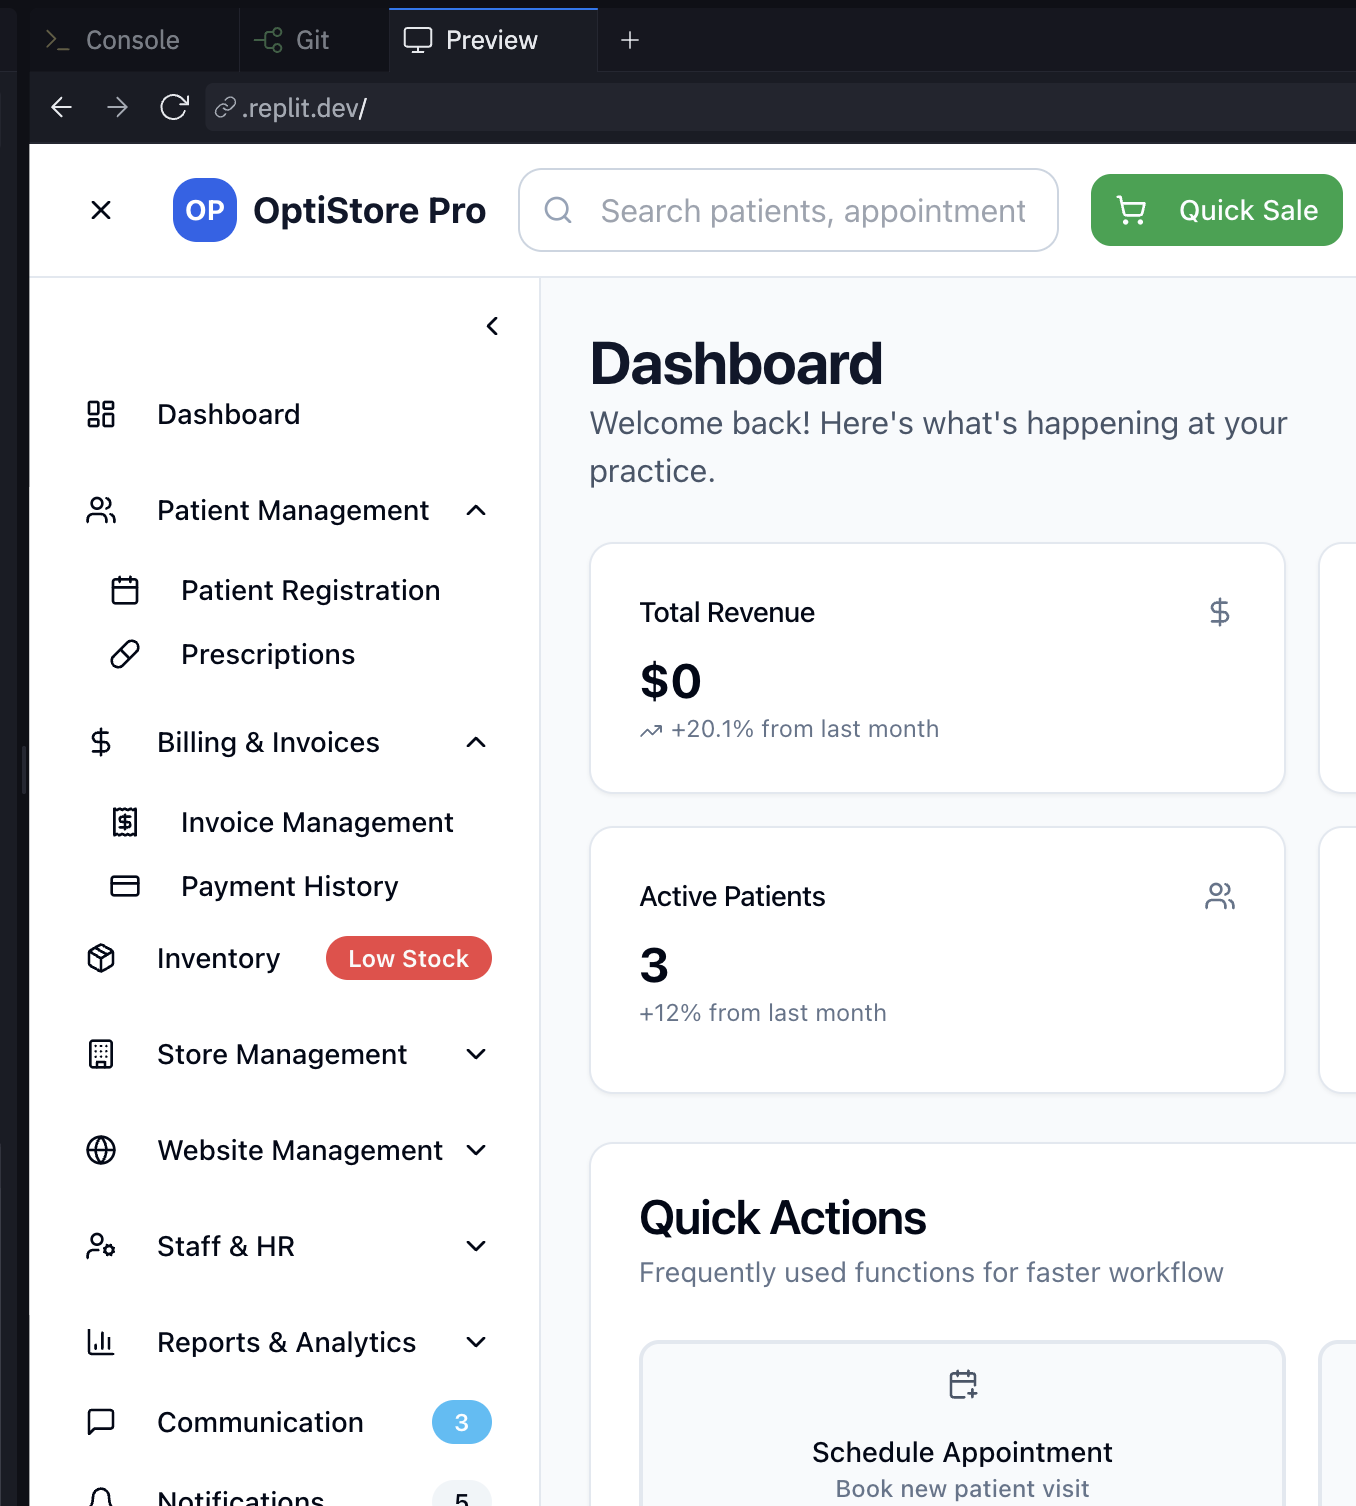 Console
Git
Preview
.replit.dev/
OP
OptiStore Pro
Search patients, appointment
Quick Sale
Dashboard
Patient Management
Patient Registration
Prescriptions
Billing & Invoices
Invoice Management
Payment History
Inventory
Low Stock
Store Management
Website Management
Staff & HR
Reports & Analytics
Communication
3
Notifications
5
Dashboard
Welcome back! Here's what's happening at your
practice.
Total Revenue
$0
+20.1% from last month
Active Patients
3
+12% from last month
Quick Actions
Frequently used functions for faster workflow
Schedule Appointment
Book new patient visit